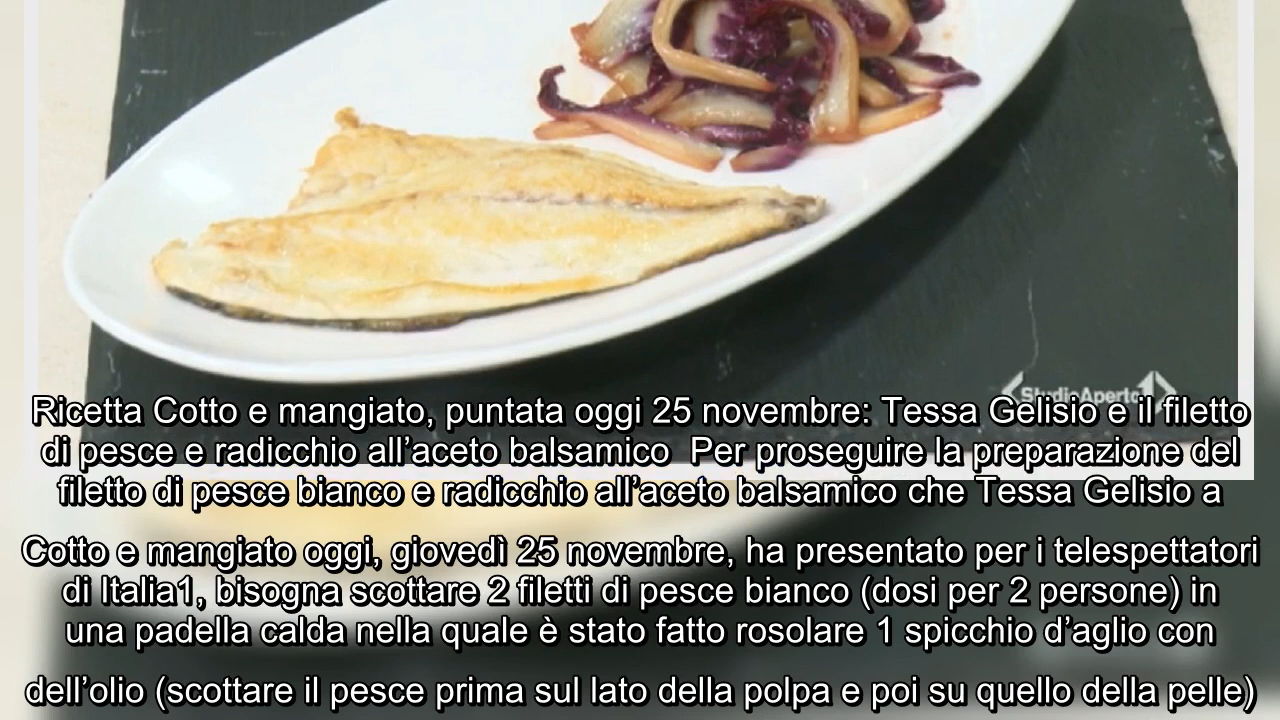 StudioAperto
Ricetta Cotto e mangiato, puntata oggi 25 novembre: Tessa Gelisio e il filetto
di pesce e radicchio all’aceto balsamico  Per proseguire la preparazione del
filetto di pesce bianco e radicchio all’aceto balsamico che Tessa Gelisio a
Cotto e mangiato oggi, giovedì 25 novembre, ha presentato per i telespettatori
di Italia1, bisogna scottare 2 filetti di pesce bianco (dosi per 2 persone) in
una padella calda nella quale è stato fatto rosolare 1 spicchio d’aglio con
dell’olio (scottare il pesce prima sul lato della polpa e poi su quello della pelle)